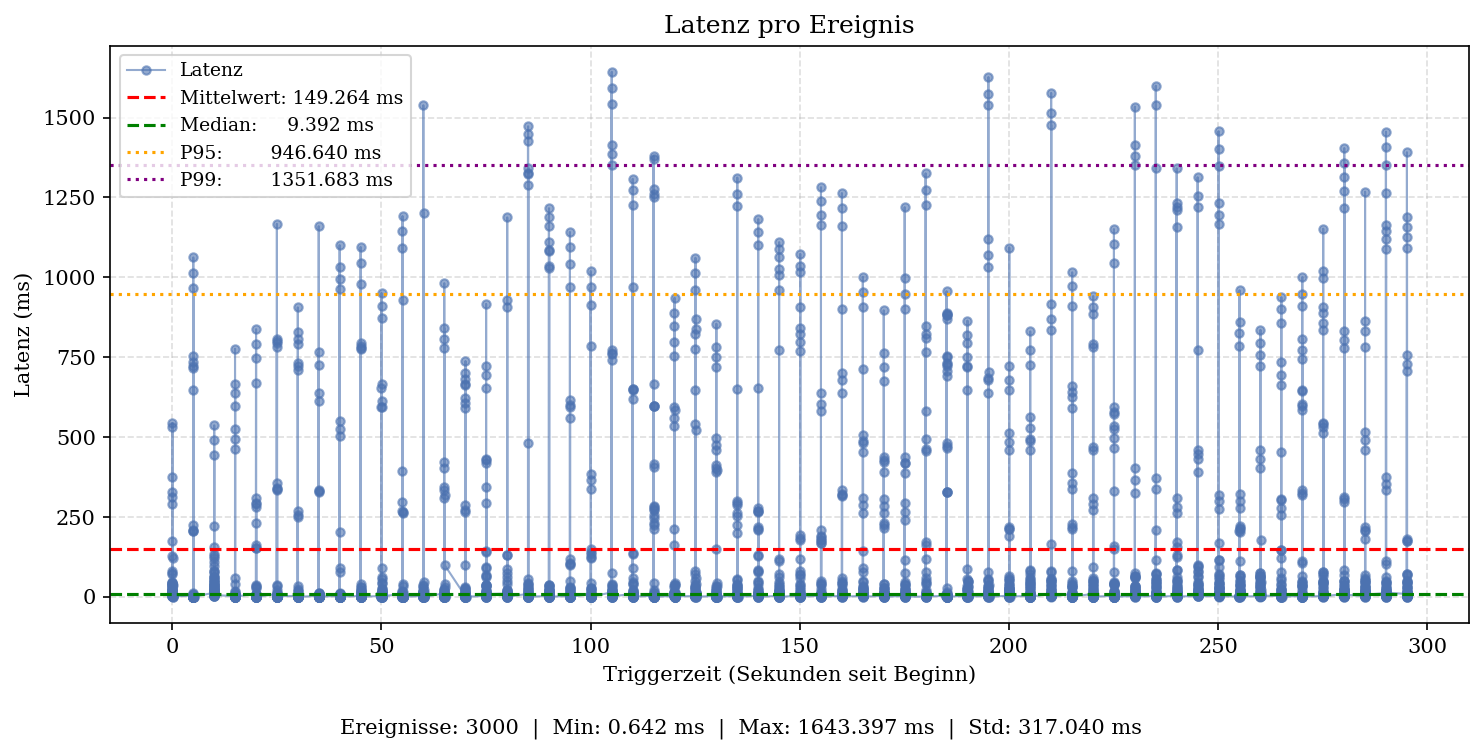 Latenz pro Ereignis
Latenz
Mittelwert: 149.264 ms
Median: 9.392 ms
P95: 946.640 ms
P99: 1351.683 ms
Latenz (ms)
1500
1250
1000
750
500
250
0
0 50 100 150 200 250 300
Triggerzeit (Sekunden seit Beginn)
Ereignisse: 3000 | Min: 0.642 ms | Max: 1643.397 ms | Std: 317.040 ms